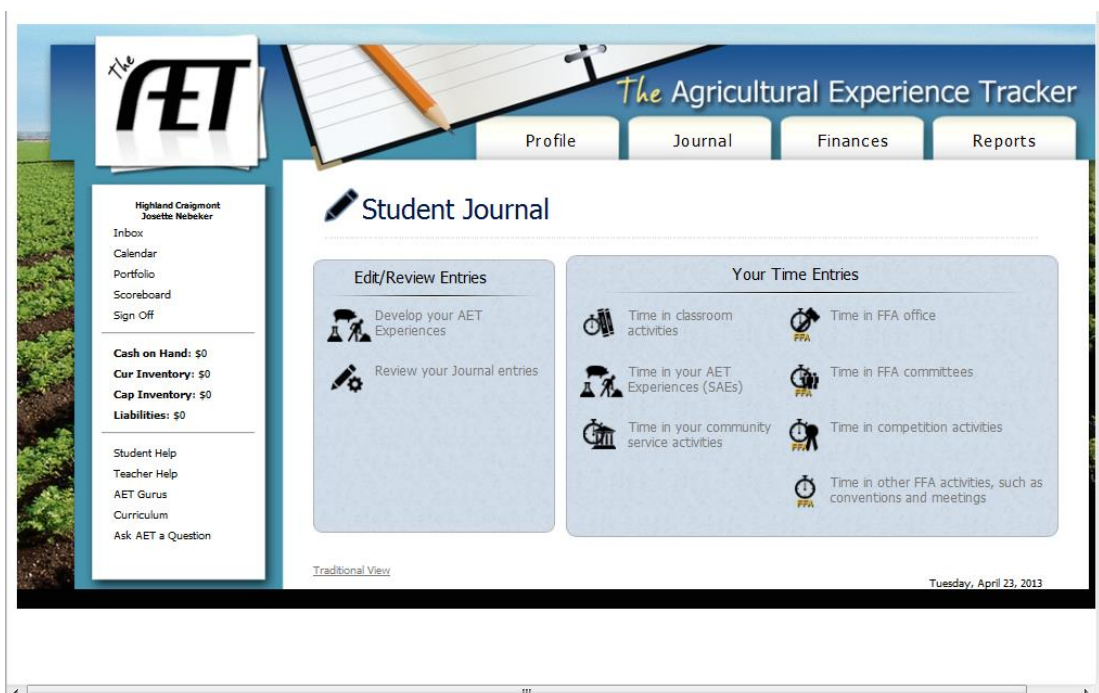 The
AET
The Agricultural Experience Tracker
Profile
Journal
Finances
Reports
Highland Craigmont
Josette Nebeker
Inbox
Calendar
Portfolio
Scoreboard
Sign Off
Cash on Hand: $0
Cur Inventory: $0
Cap Inventory: $0
Liabilities: $0
Student Help
Teacher Help
AET Gurus
Curriculum
Ask AET a Question
Student Journal
Edit/Review Entries
Develop your AET
Experiences
Review your Journal entries
Your Time Entries
Time in classroom
activities
Time in your AET
Experiences (SAEs)
Time in your community
service activities
FFA
Time in FFA office
FFA
Time in FFA committees
FFA
Time in competition activities
FFA
Time in other FFA activities, such as
conventions and meetings
Traditional View
Tuesday, April 23, 2013